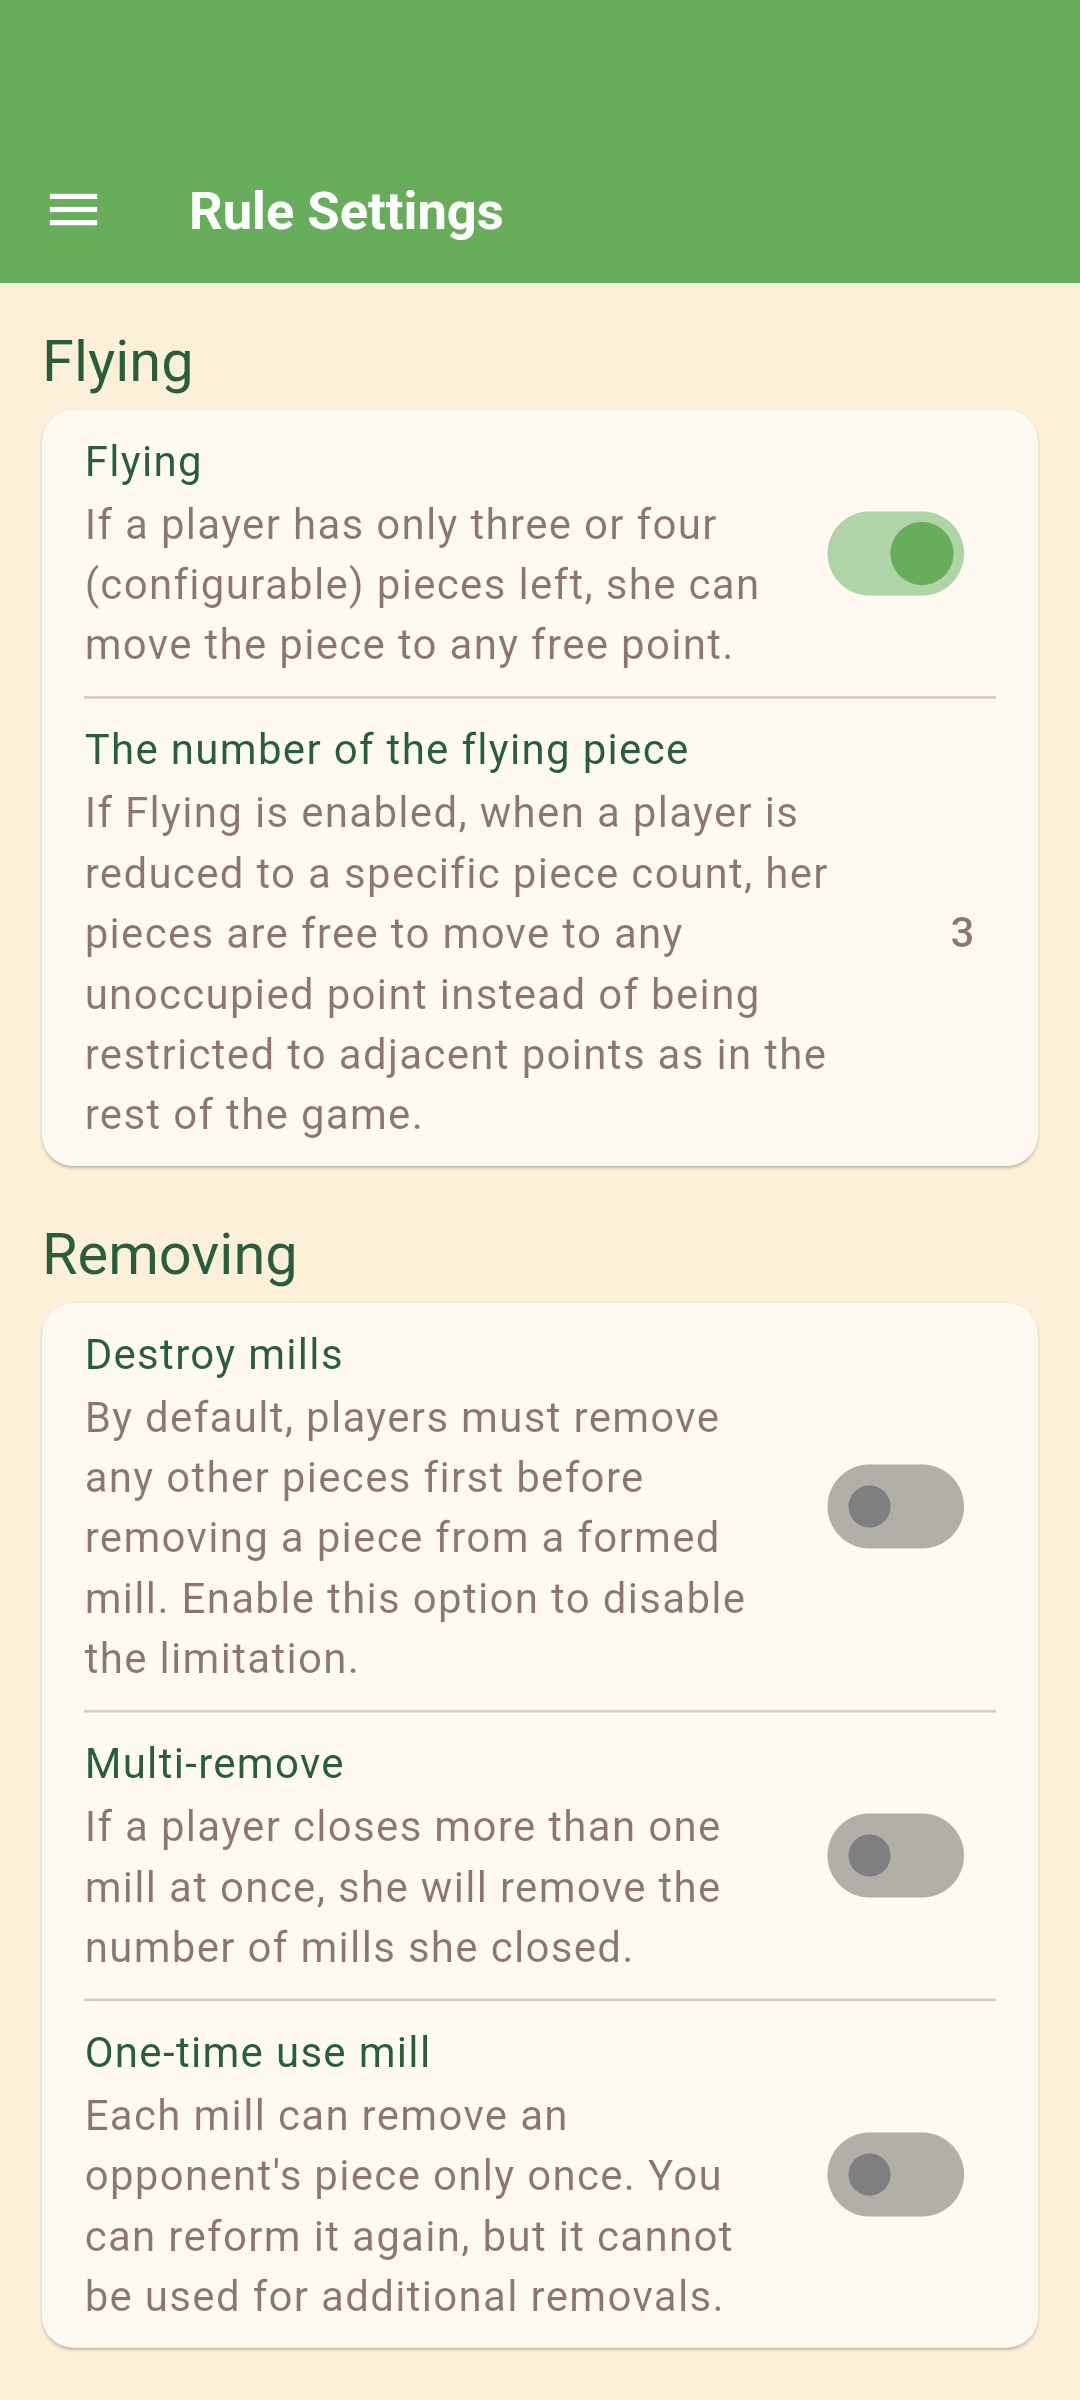 Rule Settings
Flying
Flying
If a player has only three or four
(configurable) pieces left, she can
move the piece to any free point.
The number of the flying piece
If Flying is enabled, when a player is
reduced to a specific piece count, her
pieces are free to move to any
3
unoccupied point instead of being
restricted to adjacent points as in the
rest of the game.
Removing
Destroy mills
By default, players must remove
any other pieces first before
removing a piece from a formed
mill. Enable this option to disable
the limitation.
Multi-remove
If a player closes more than one
mill at once, she will remove the
number of mills she closed.
One-time use mill
Each mill can remove an
opponent's piece only once. You
can reform it again, but it cannot
be used for additional removals.